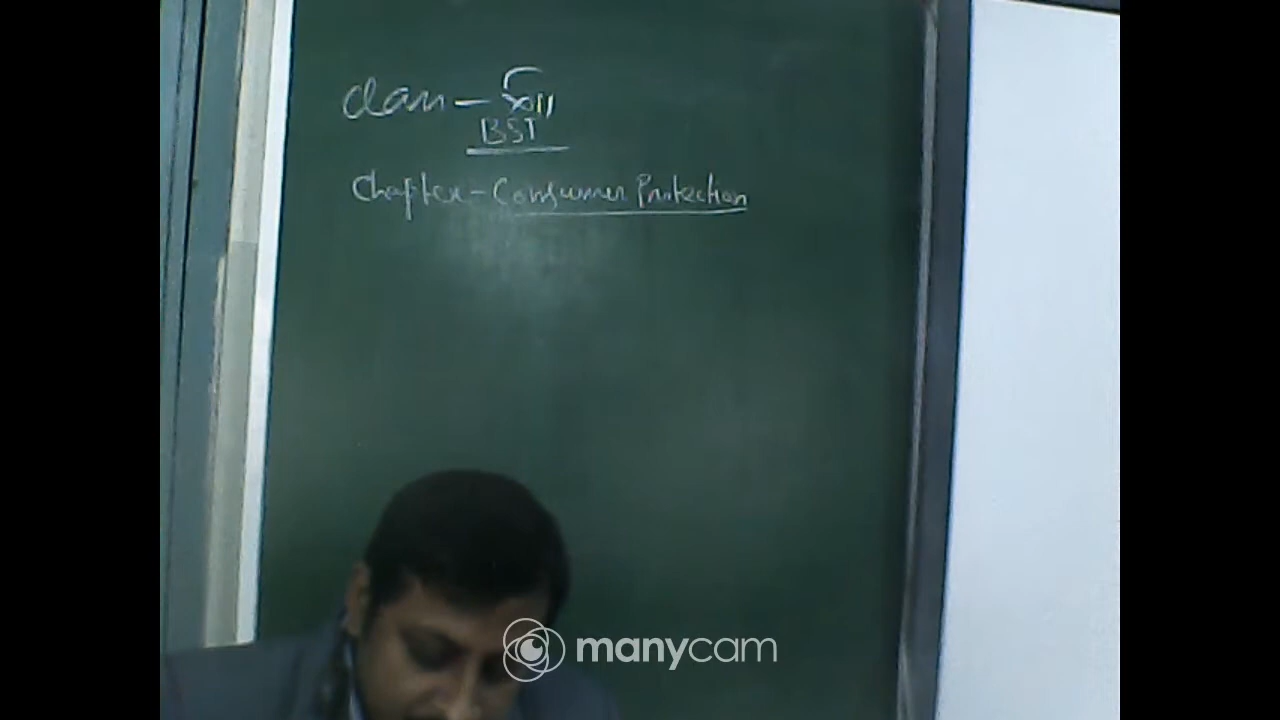 Class - XII
BST
Chapter - Consumer Protection
manycam